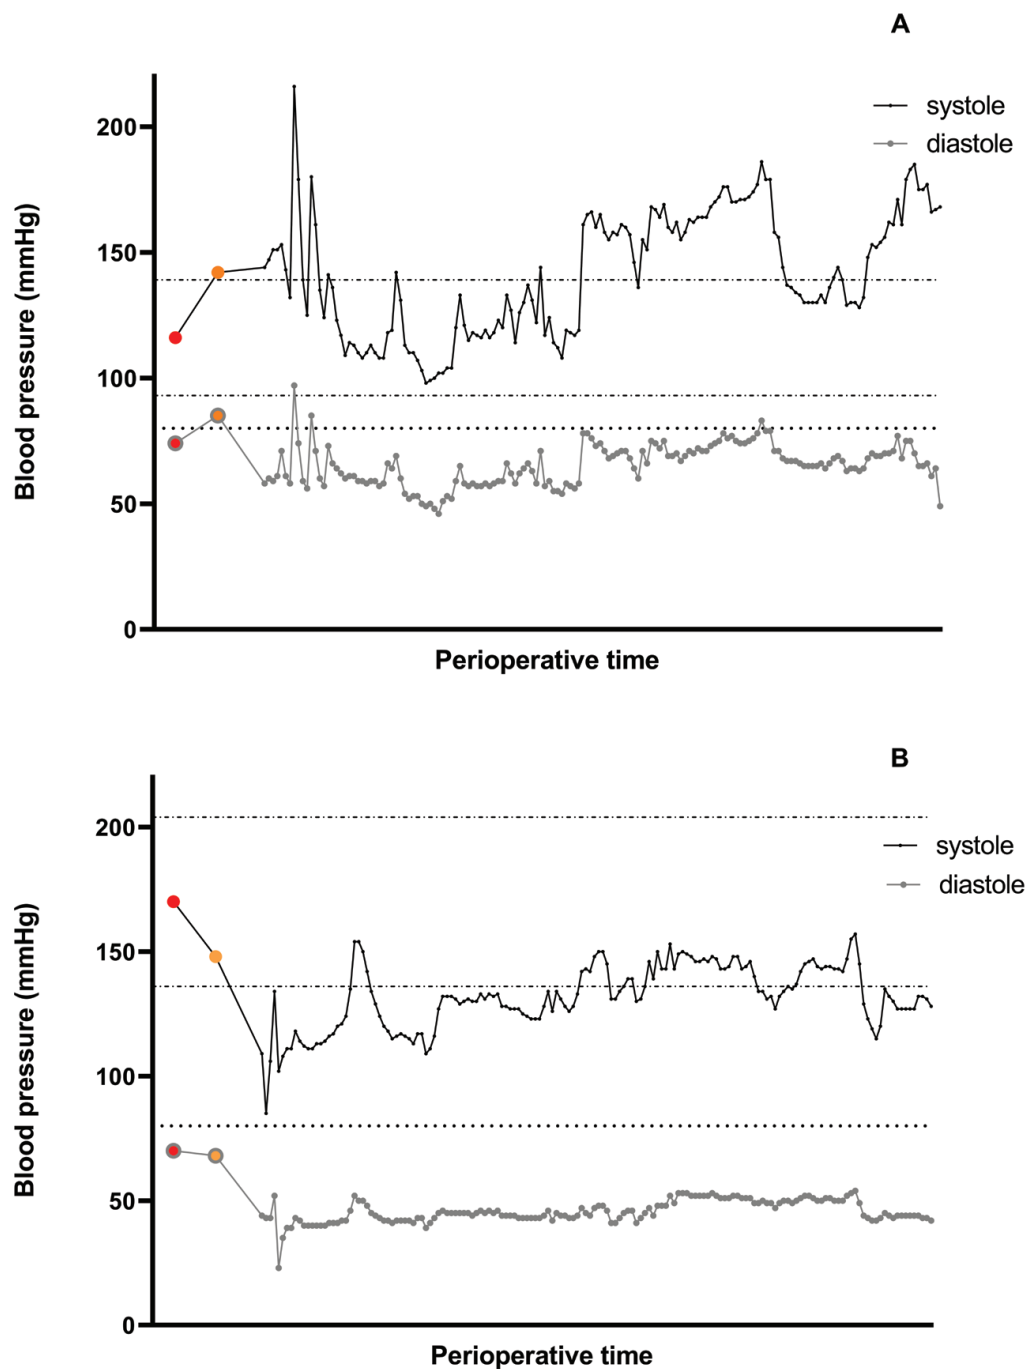 A
systole
diastole
200
150
100
50
0
Blood pressure (mmHg)
Perioperative time
B
systole
diastole
200
150
100
50
0
Blood pressure (mmHg)
Perioperative time